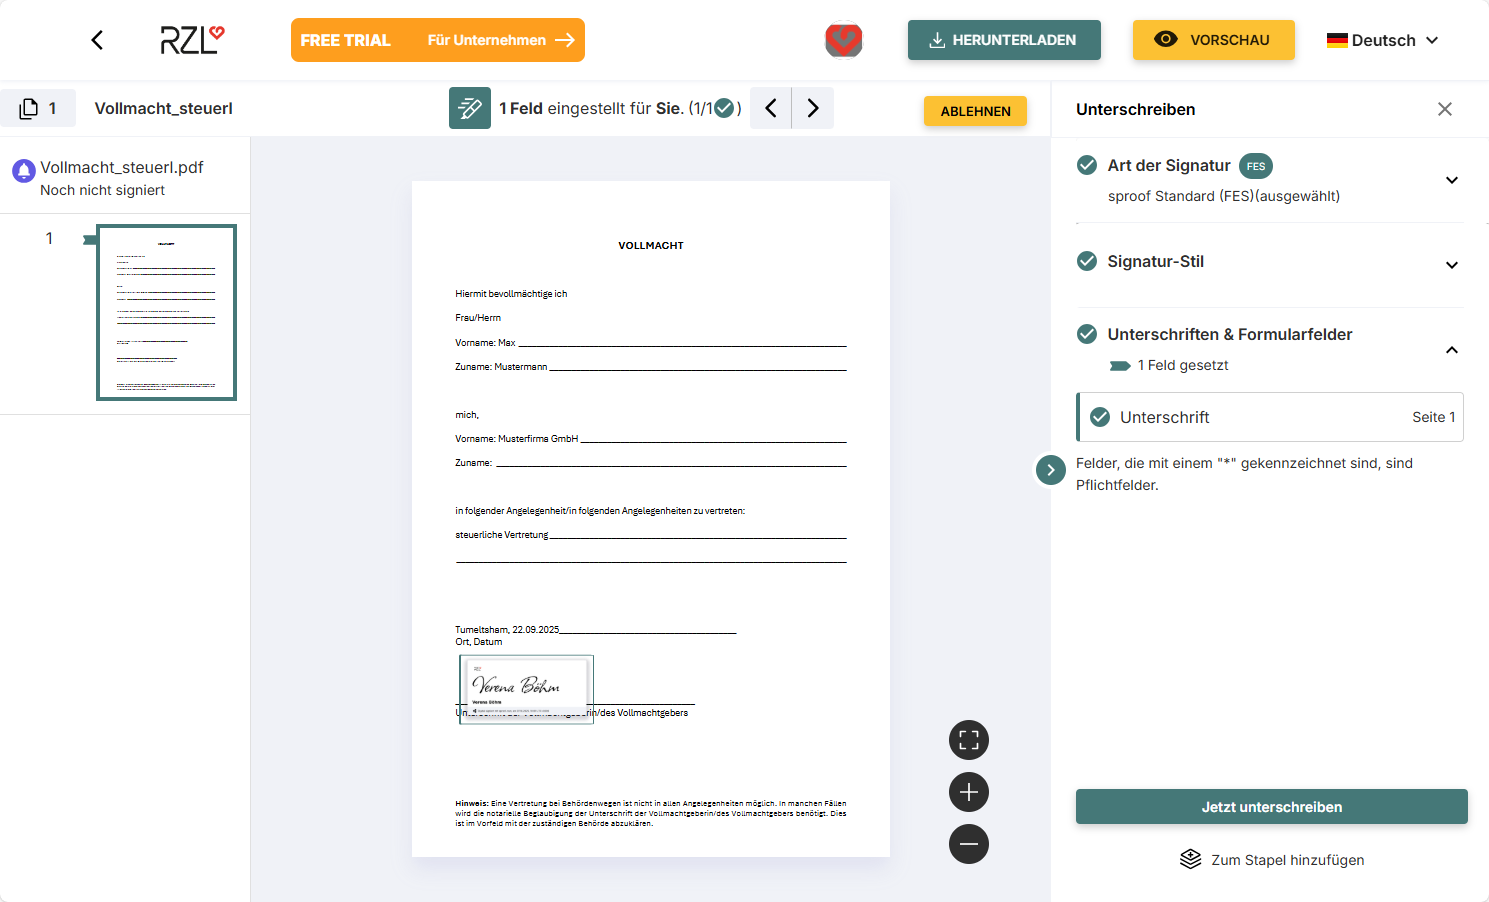 RZL
FREE TRIAL Für Unternehmen
HERUNTERLADEN
VORSCHAU
Deutsch
1
Vollmacht_steuerl
1 Feld eingestellt für Sie. (1/1)
ABLEHNEN
Unterschreiben
Vollmacht_steuerl.pdf
Noch nicht signiert
1
VOLLMACHT
Hiermit bevollmächtige ich
Frau/Herrn
Vorname: Max
Zuname: Mustermann
mich,
Vorname: Musterfirma GmbH
Zuname:
in folgender Angelegenheit/in folgenden Angelegenheiten zu vertreten:
steuerliche Vertretung
Tumeltsham, 22.09.2025
Ort, Datum
Verena Böhm
Verena Böhm
Vollmachtgebers
Hinweis: Eine Vertretung bei Behördenwegen ist nicht in allen Angelegenheiten möglich. In manchen Fällen
wird die notarielle Beglaubigung der Unterschrift der Vollmachtgeberin/des Vollmachtgebers benötigt. Dies
ist im Vorfeld mit der zuständigen Behörde abzuklären.
Art der Signatur FES
sproof Standard (FES)(ausgewählt)
Signatur-Stil
Unterschriften & Formularfelder
1 Feld gesetzt
Unterschrift Seite 1
Felder, die mit einem "*" gekennzeichnet sind, sind
Pflichtfelder.
Jetzt unterschreiben
Zum Stapel hinzufügen